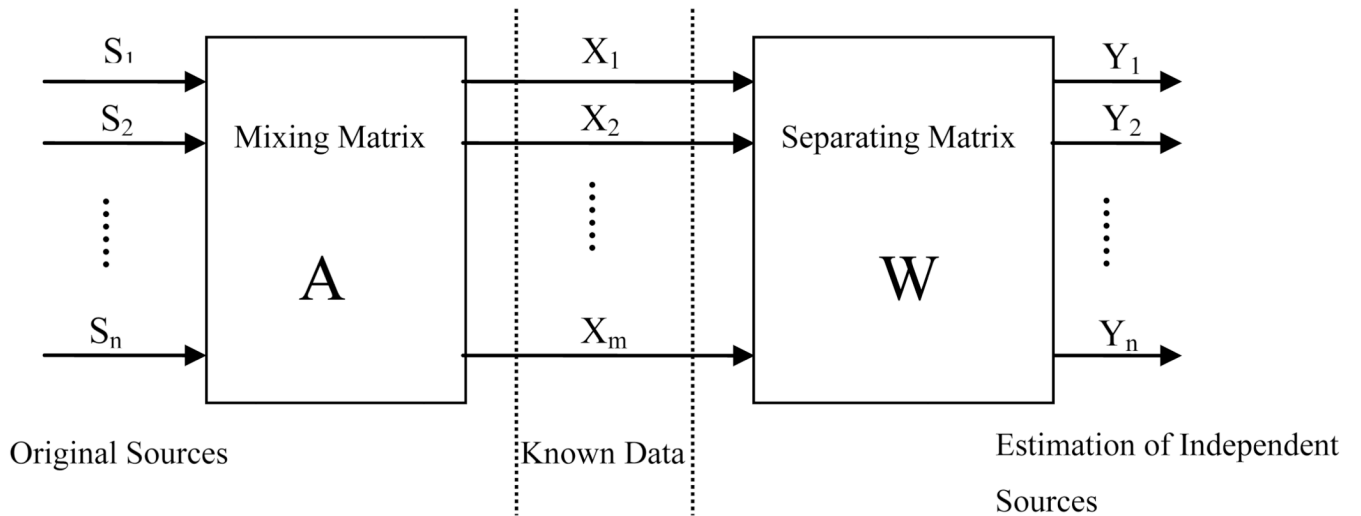 S₁ X₁ Y₁
S₂ X₂ Y₂
Mixing Matrix Separating Matrix
A W
Sₙ Xₘ Yₙ
Original Sources Known Data Estimation of Independent
Sources